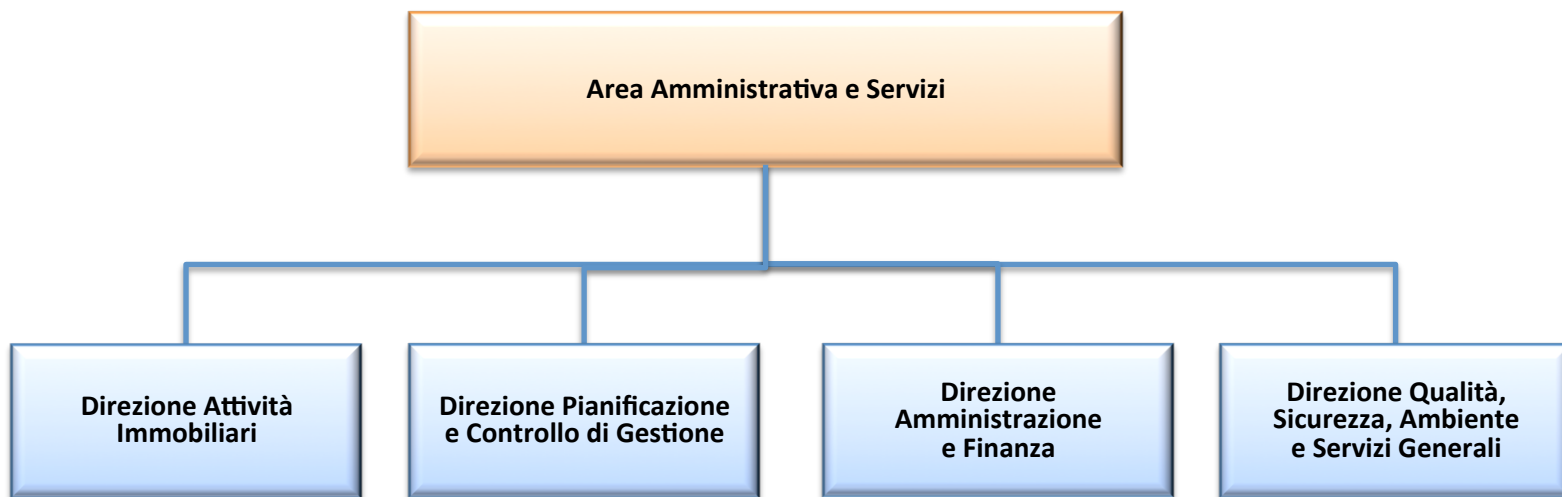 Area Amministrativa e Servizi
Direzione Attività
Immobiliari
Direzione Pianificazione
e Controllo di Gestione
Direzione
Amministrazione
e Finanza
Direzione Qualità,
Sicurezza, Ambiente
e Servizi Generali